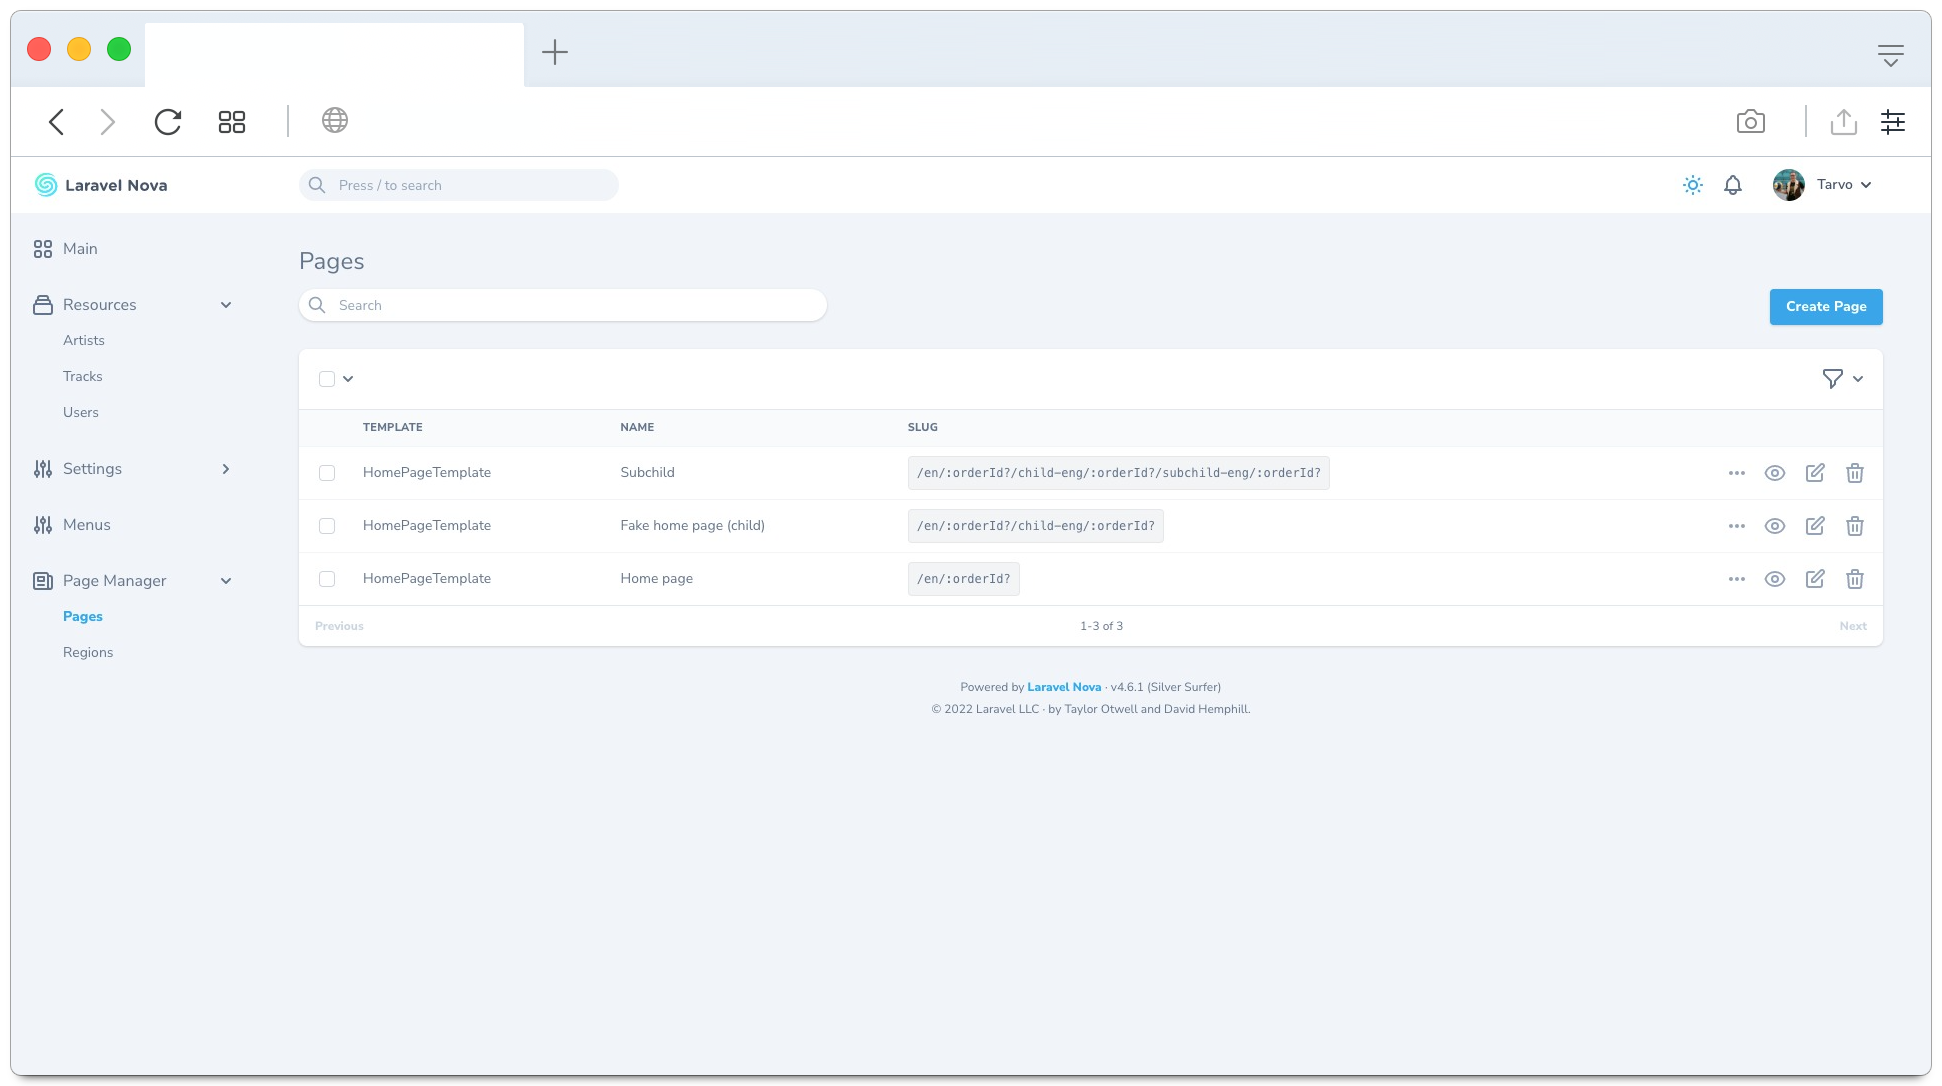 Laravel Nova
Press / to search
Tarvo
Main
Resources
Artists
Tracks
Users
Settings
Menus
Page Manager
Pages
Regions
Pages
Search
Create Page
TEMPLATE NAME SLUG
HomePageTemplate Subchild /en/:orderId?/child-eng/:orderId?/subchild-eng/:orderId?
HomePageTemplate Fake home page (child) /en/:orderId?/child-eng/:orderId?
HomePageTemplate Home page /en/:orderId?
Previous 1-3 of 3 Next
Powered by Laravel Nova · v4.6.1 (Silver Surfer)
© 2022 Laravel LLC · by Taylor Otwell and David Hemphill.